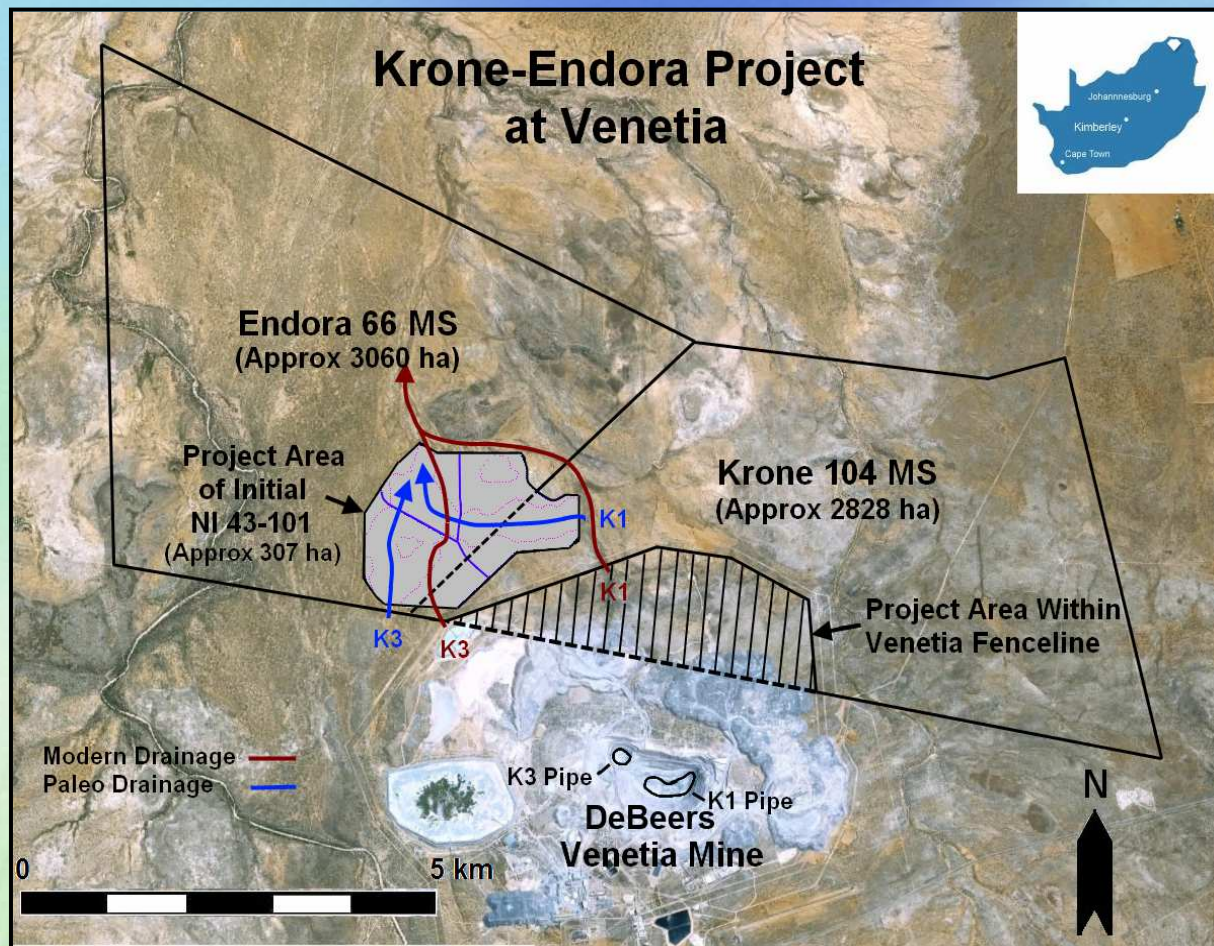 Krone-Endora Project
at Venetia
Johannnesburg
Kimberley
Cape Town
Endora 66 MS
(Approx 3060 ha)
Project Area
of Initial
NI 43-101
(Approx 307 ha)
Krone 104 MS
(Approx 2828 ha)
K1
K1
K3
K3
Project Area Within
Venetia Fenceline
Modern Drainage
Paleo Drainage
K3 Pipe
K1 Pipe
DeBeers
Venetia Mine
N
0
5 km